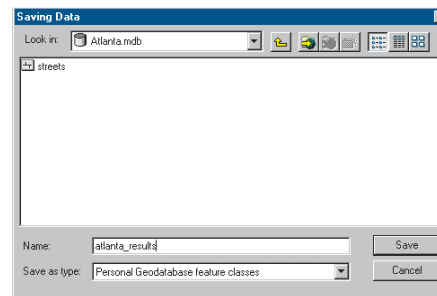 Saving Data
Look in: Atlanta.mdb
streets
Name: atlanta_results
Save
Save as type: Personal Geodatabase feature classes
Cancel